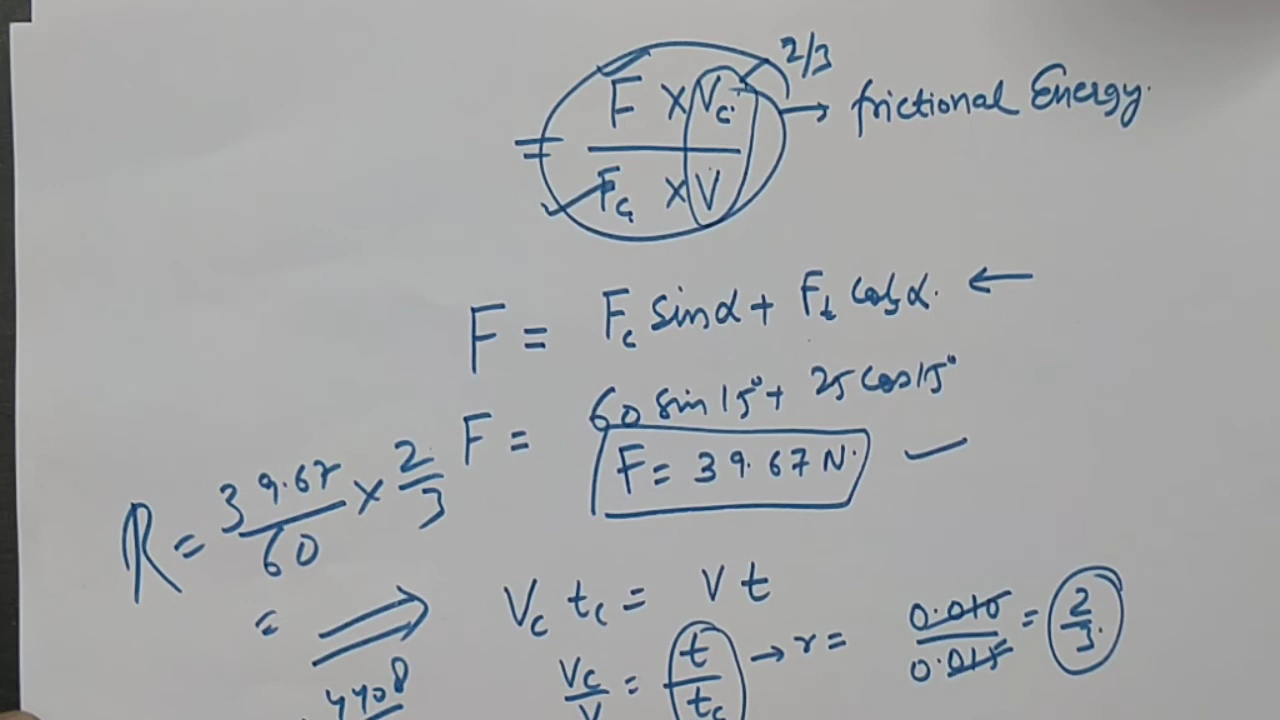 = F × Vc / Fc × V 2/3 → frictional Energy.
F = Fc sinα + Ft cosα. ←
F = 60 sin 15° + 25 cos 15°
F = 39.67 N.
R = 39.67 / 60 × 2/3
=
4408
Vc tc = V t
Vc / V = t / tc → r = 0.010 / 0.015 = 2/3.